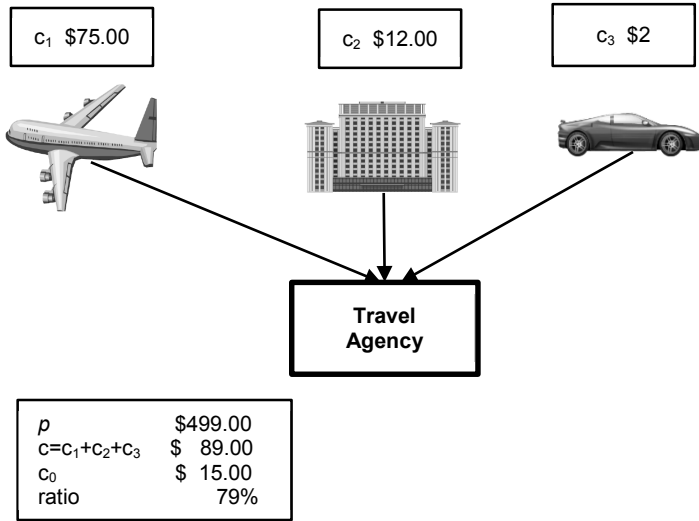 c₁ $75.00
c₂ $12.00
c₃ $2
Travel
Agency
p $499.00
c=c₁+c₂+c₃ $ 89.00
c₀ $ 15.00
ratio 79%